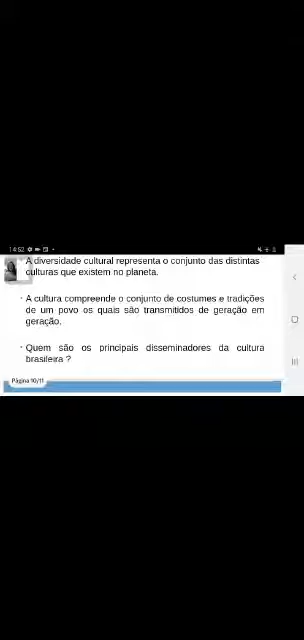 14:52
A diversidade cultural representa o conjunto das distintas
culturas que existem no planeta.
• A cultura compreende o conjunto de costumes e tradições
de um povo os quais são transmitidos de geração em
geração.
• Quem são os principais disseminadores da cultura
brasileira ?
Página 10/11